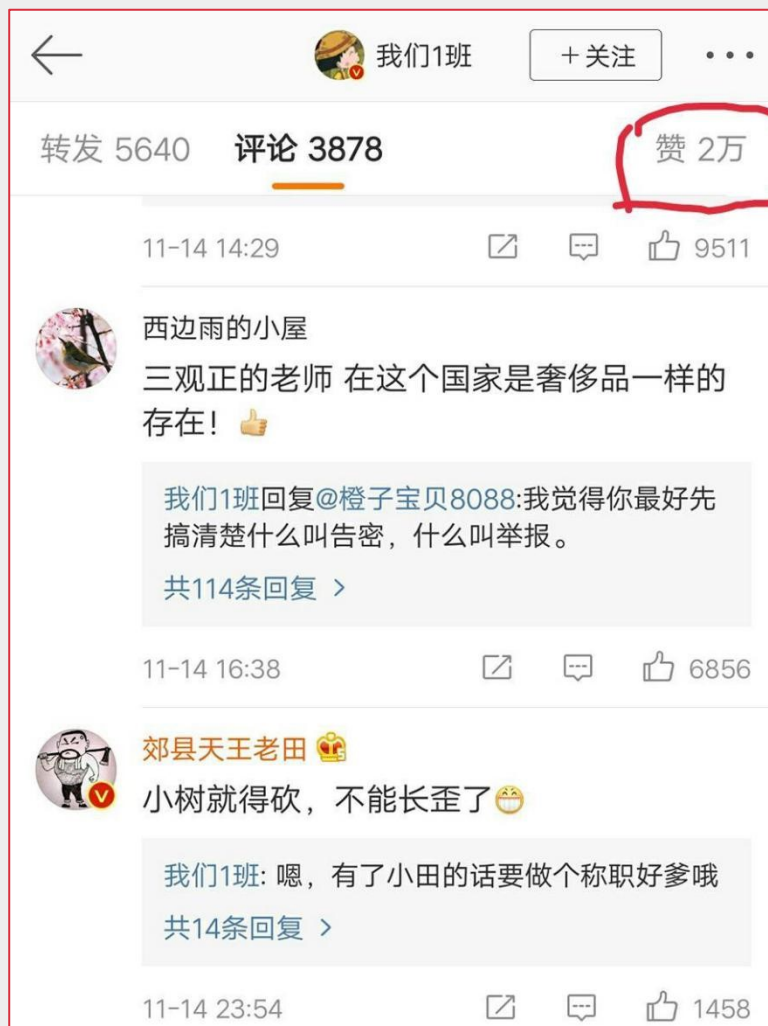 我们1班
+关注
转发 5640 评论 3878 赞 2万
11-14 14:29 9511
西边雨的小屋
三观正的老师 在这个国家是奢侈品一样的
存在！
我们1班回复@橙子宝贝8088:我觉得你最好先
搞清楚什么叫告密，什么叫举报。
共114条回复 >
11-14 16:38 6856
郊县天王老田
小树就得砍，不能长歪了
我们1班: 嗯，有了小田的话要做个称职好爹哦
共14条回复 >
11-14 23:54 1458